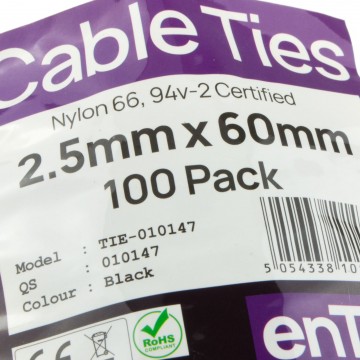 Cable Ties
Nylon 66, 94v-2 Certified
2.5mm x 60mm
100 Pack
Model : TIE-010147
QS : 010147
Colour : Black
5 054338 10
CE
RoHS
COMPLIANT
enT